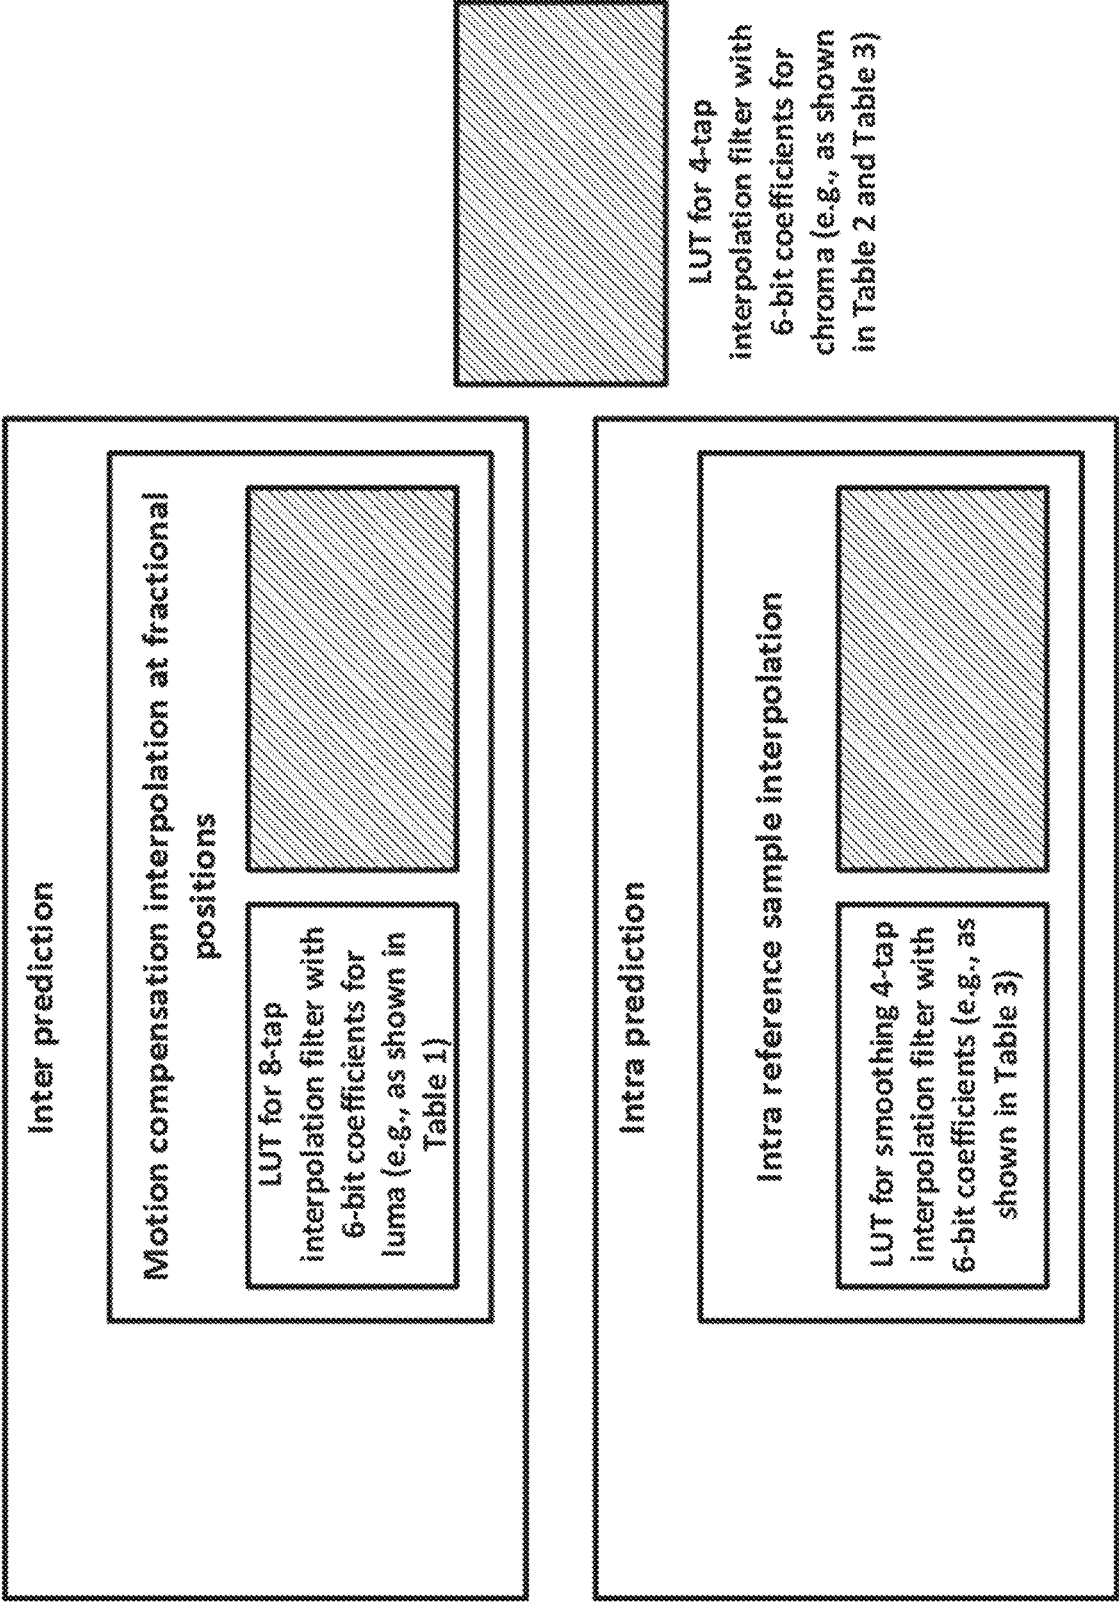 Inter prediction
Motion compensation interpolation at fractional
positions
LUT for 8-tap
interpolation filter with
6-bit coefficients for
luma (e.g., as shown in
Table 1)
Intra prediction
Intra reference sample interpolation
LUT for smoothing 4-tap
interpolation filter with
6-bit coefficients (e.g., as
shown in Table 3)
LUT for 4-tap
interpolation filter with
6-bit coefficients for
chroma (e.g., as shown
in Table 2 and Table 3)